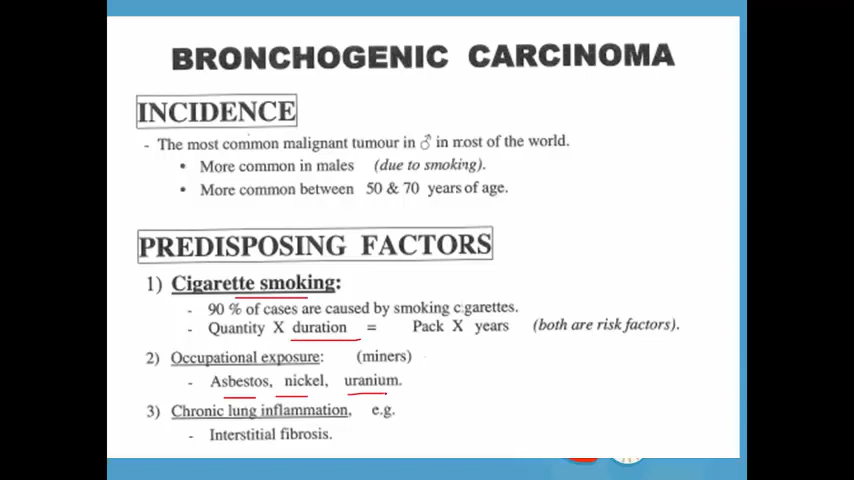 BRONCHOGENIC CARCINOMA
INCIDENCE
- The most common malignant tumour in ♂ in most of the world.
• More common in males (due to smoking).
• More common between 50 & 70 years of age.
PREDISPOSING FACTORS
1) Cigarette smoking:
- 90 % of cases are caused by smoking cigarettes.
- Quantity X duration = Pack X years (both are risk factors).
2) Occupational exposure: (miners)
- Asbestos, nickel, uranium.
3) Chronic lung inflammation, e.g.
- Interstitial fibrosis.